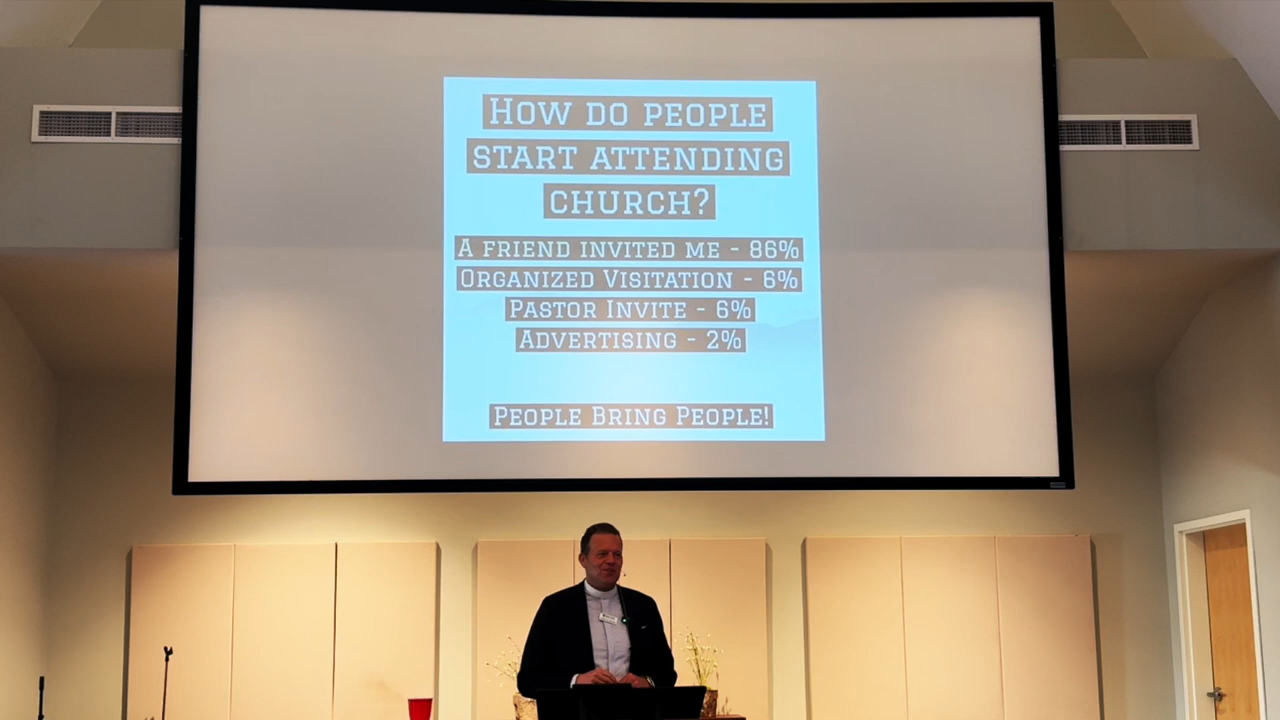 How do people
start attending
church?
A friend invited me - 86%
Organized Visitation - 6%
Pastor Invite - 6%
Advertising - 2%
People Bring People!